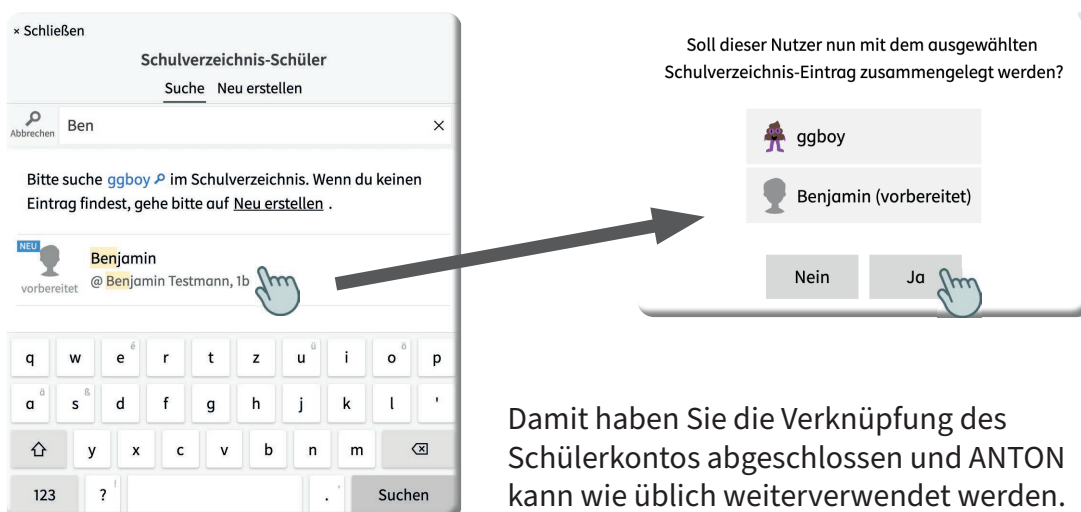 × Schließen
Schulverzeichnis-Schüler
Suche Neu erstellen
Abbrechen Ben ×
Bitte suche ggboy im Schulverzeichnis. Wenn du keinen
Eintrag findest, gehe bitte auf Neu erstellen .
NEU
Benjamin
@ Benjamin Testmann, 1b
vorbereitet
q w e é r t z u ü i o ö p
a ä s ß d f g h j k l '
y x c v b n m
123 ? ! . ' Suchen
Soll dieser Nutzer nun mit dem ausgewählten
Schulverzeichnis-Eintrag zusammengelegt werden?
ggboy
Benjamin (vorbereitet)
Nein Ja
Damit haben Sie die Verknüpfung des
Schülerkontos abgeschlossen und ANTON
kann wie üblich weiterverwendet werden.